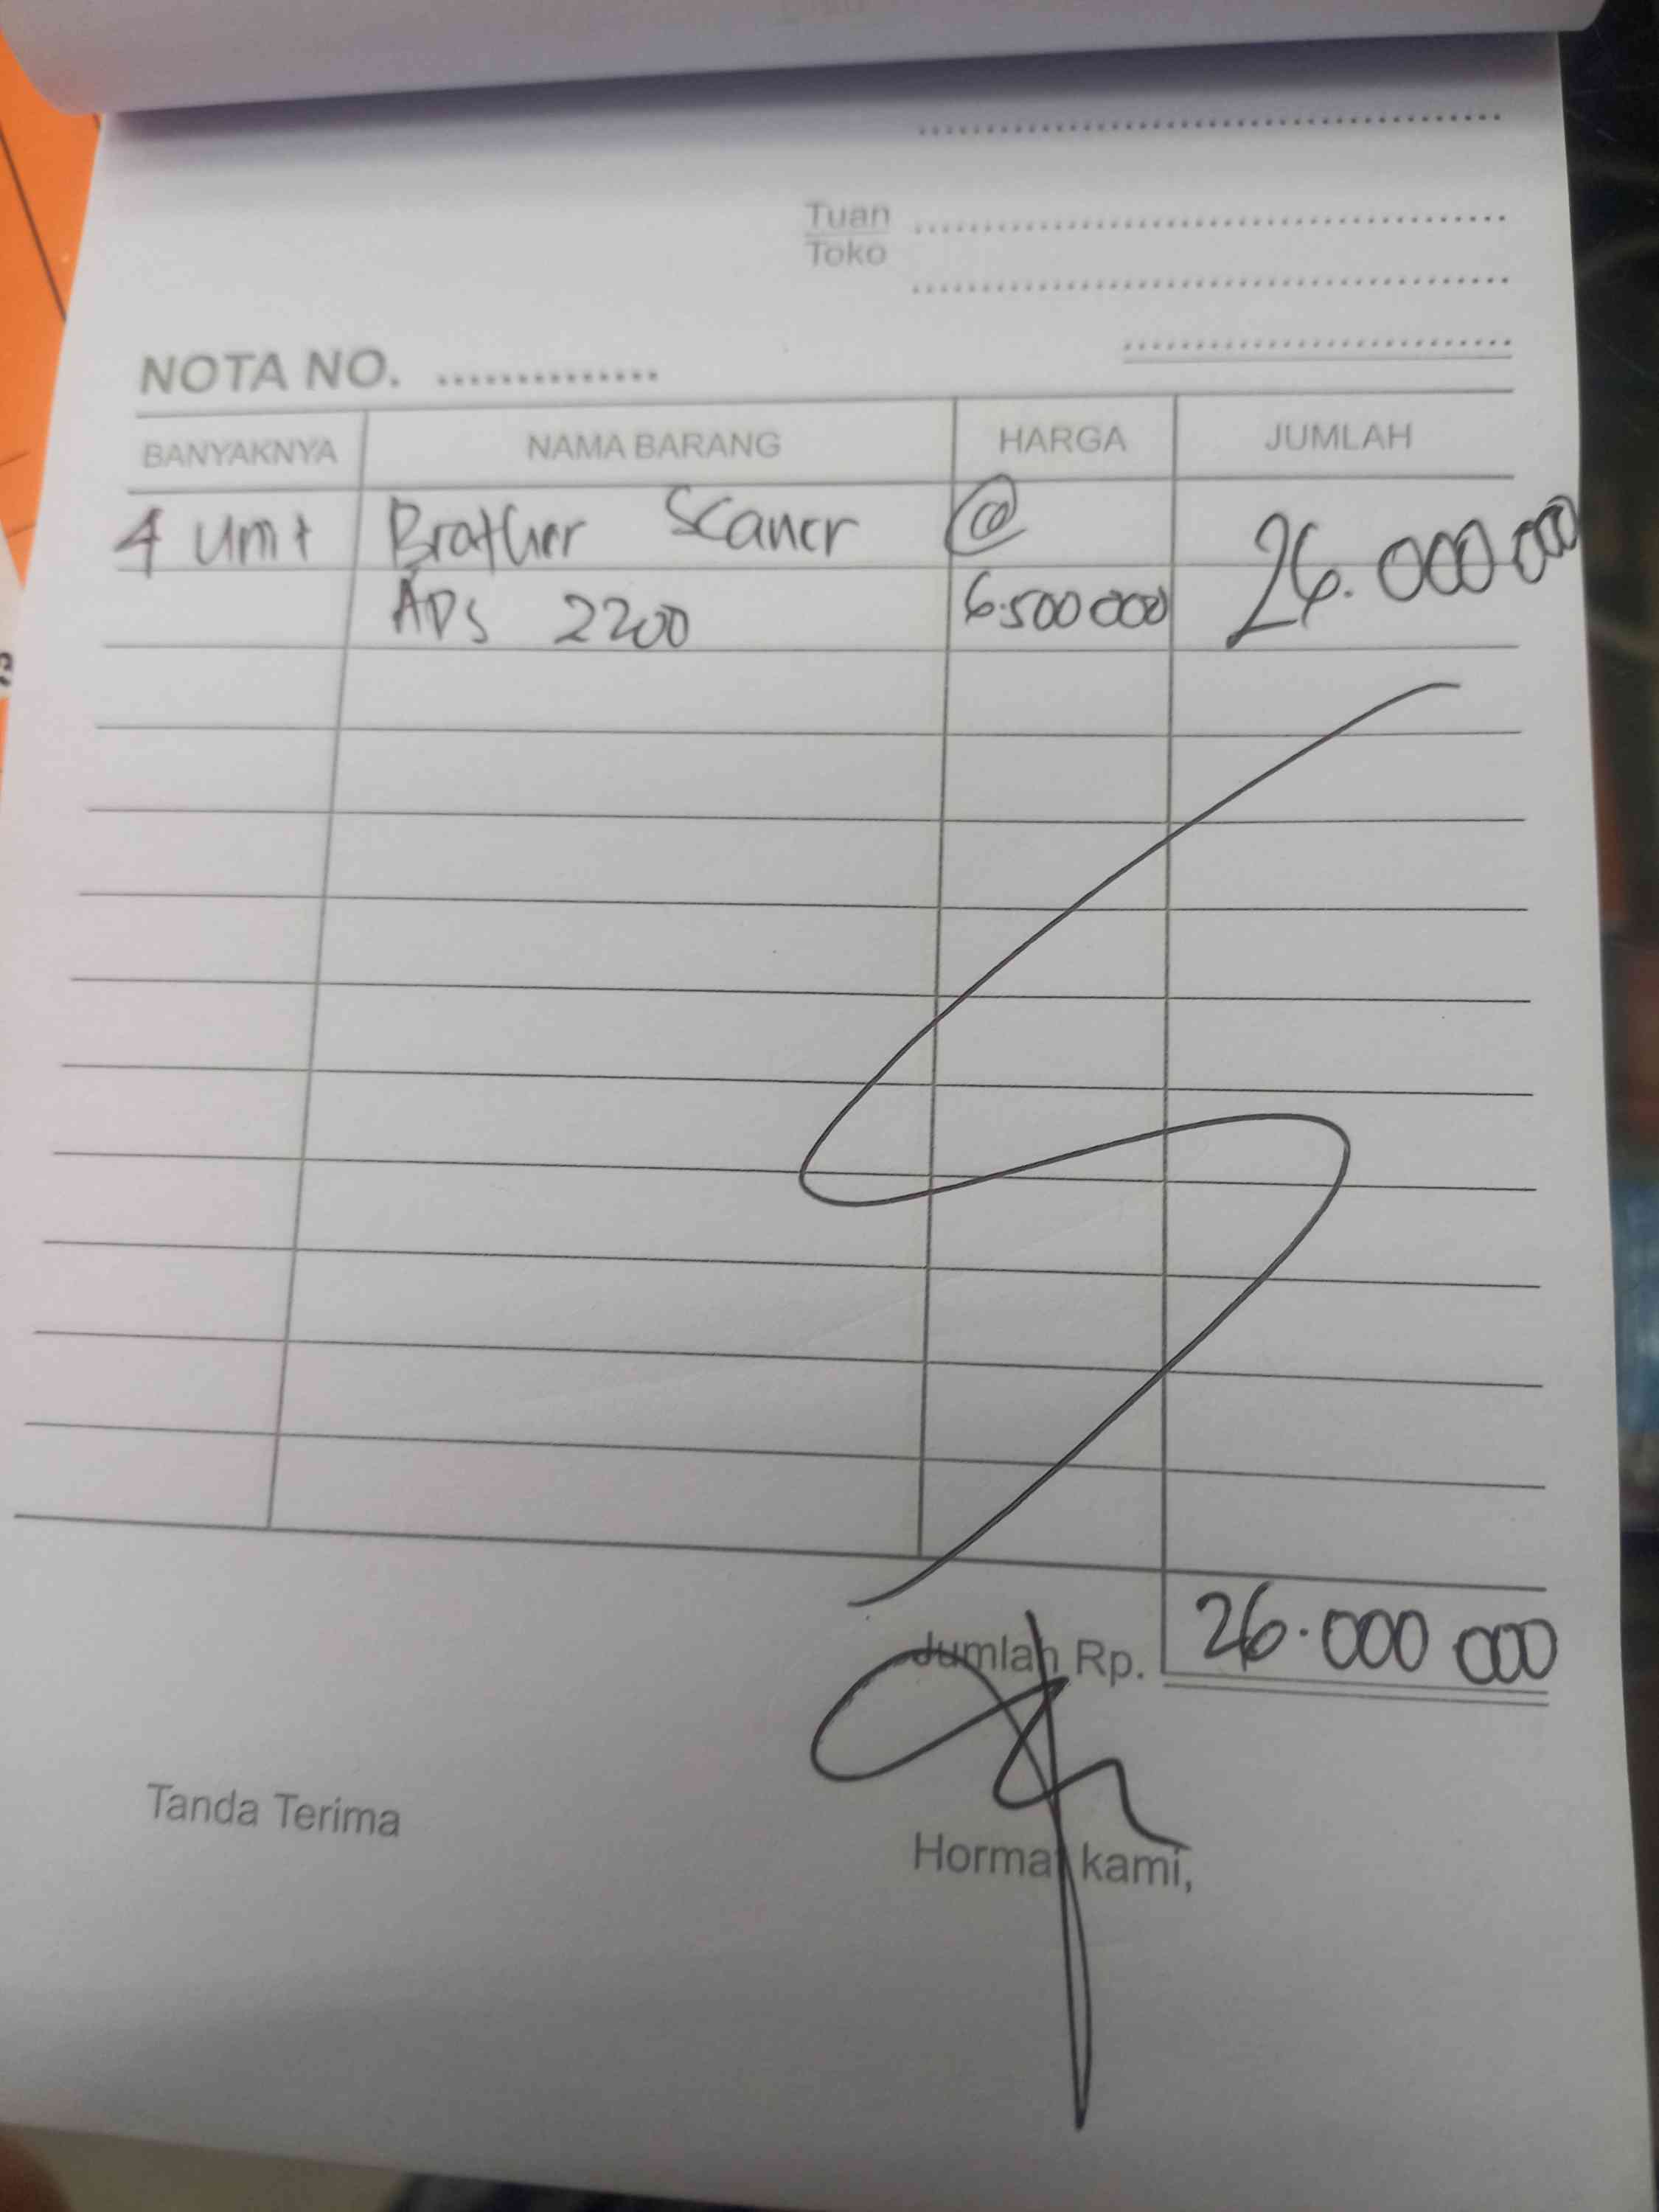 Tuan
Toko
NOTA NO.
BANYAKNYA NAMA BARANG HARGA JUMLAH
4 unit Brother Scaner @ 26.000 000
ADS 2200 6.500 000
Jumlah Rp. 26.000 000
Tanda Terima
Hormat kami,